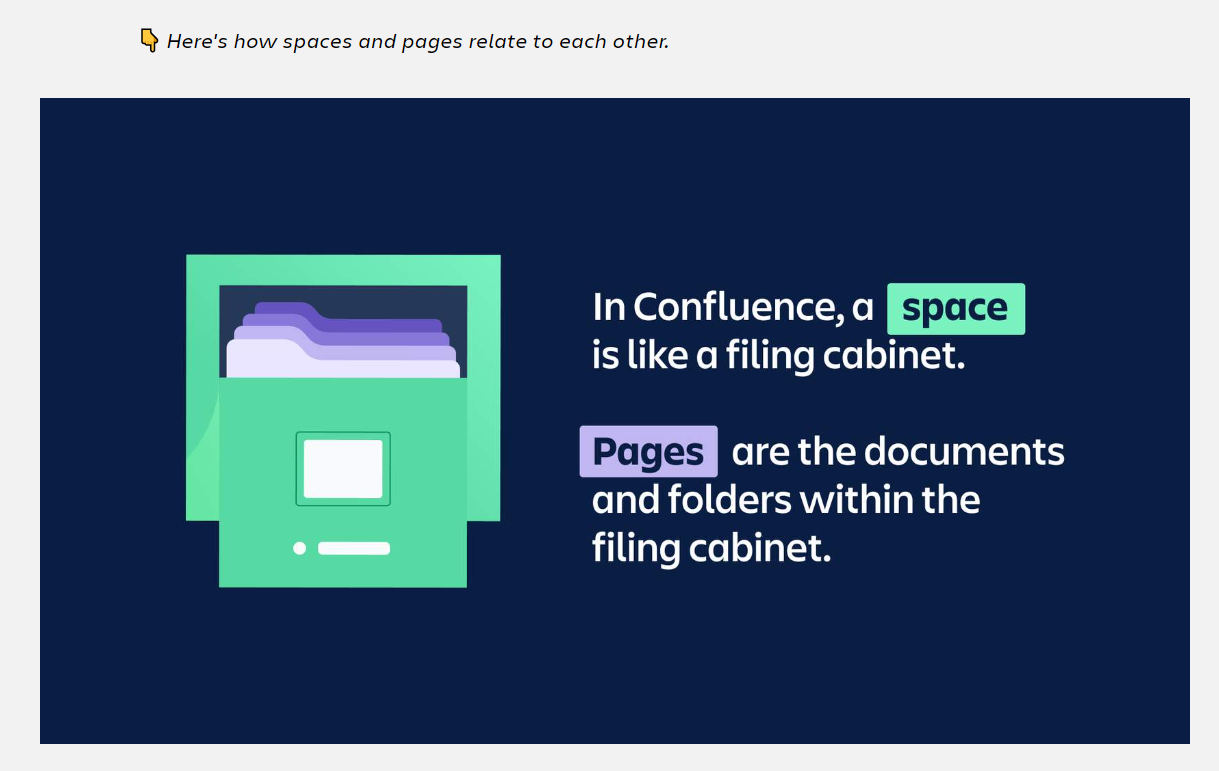 👇 Here's how spaces and pages relate to each other.
In Confluence, a space
is like a filing cabinet.
Pages are the documents
and folders within the
filing cabinet.